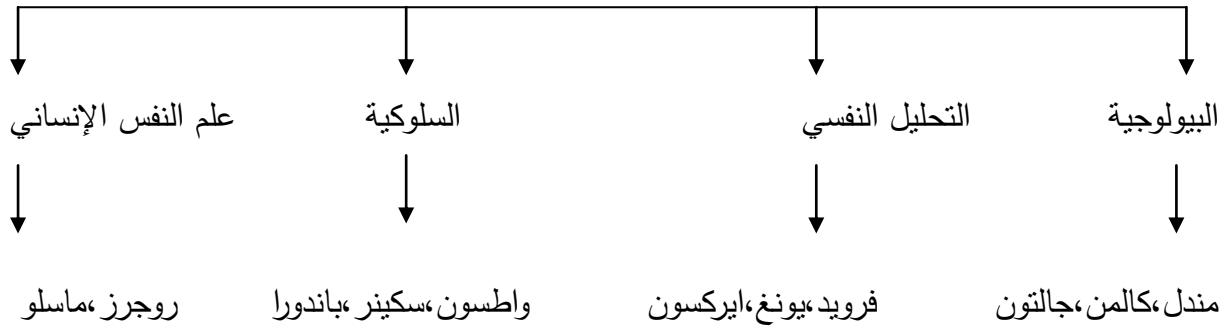 البيولوجية التحليل النفسي السلوكية علم النفس الإنساني
مندل،كالمن،جالتون فرويد،يونغ،ايركسون واطسون،سكينر،باندورا روجرز،ماسلو